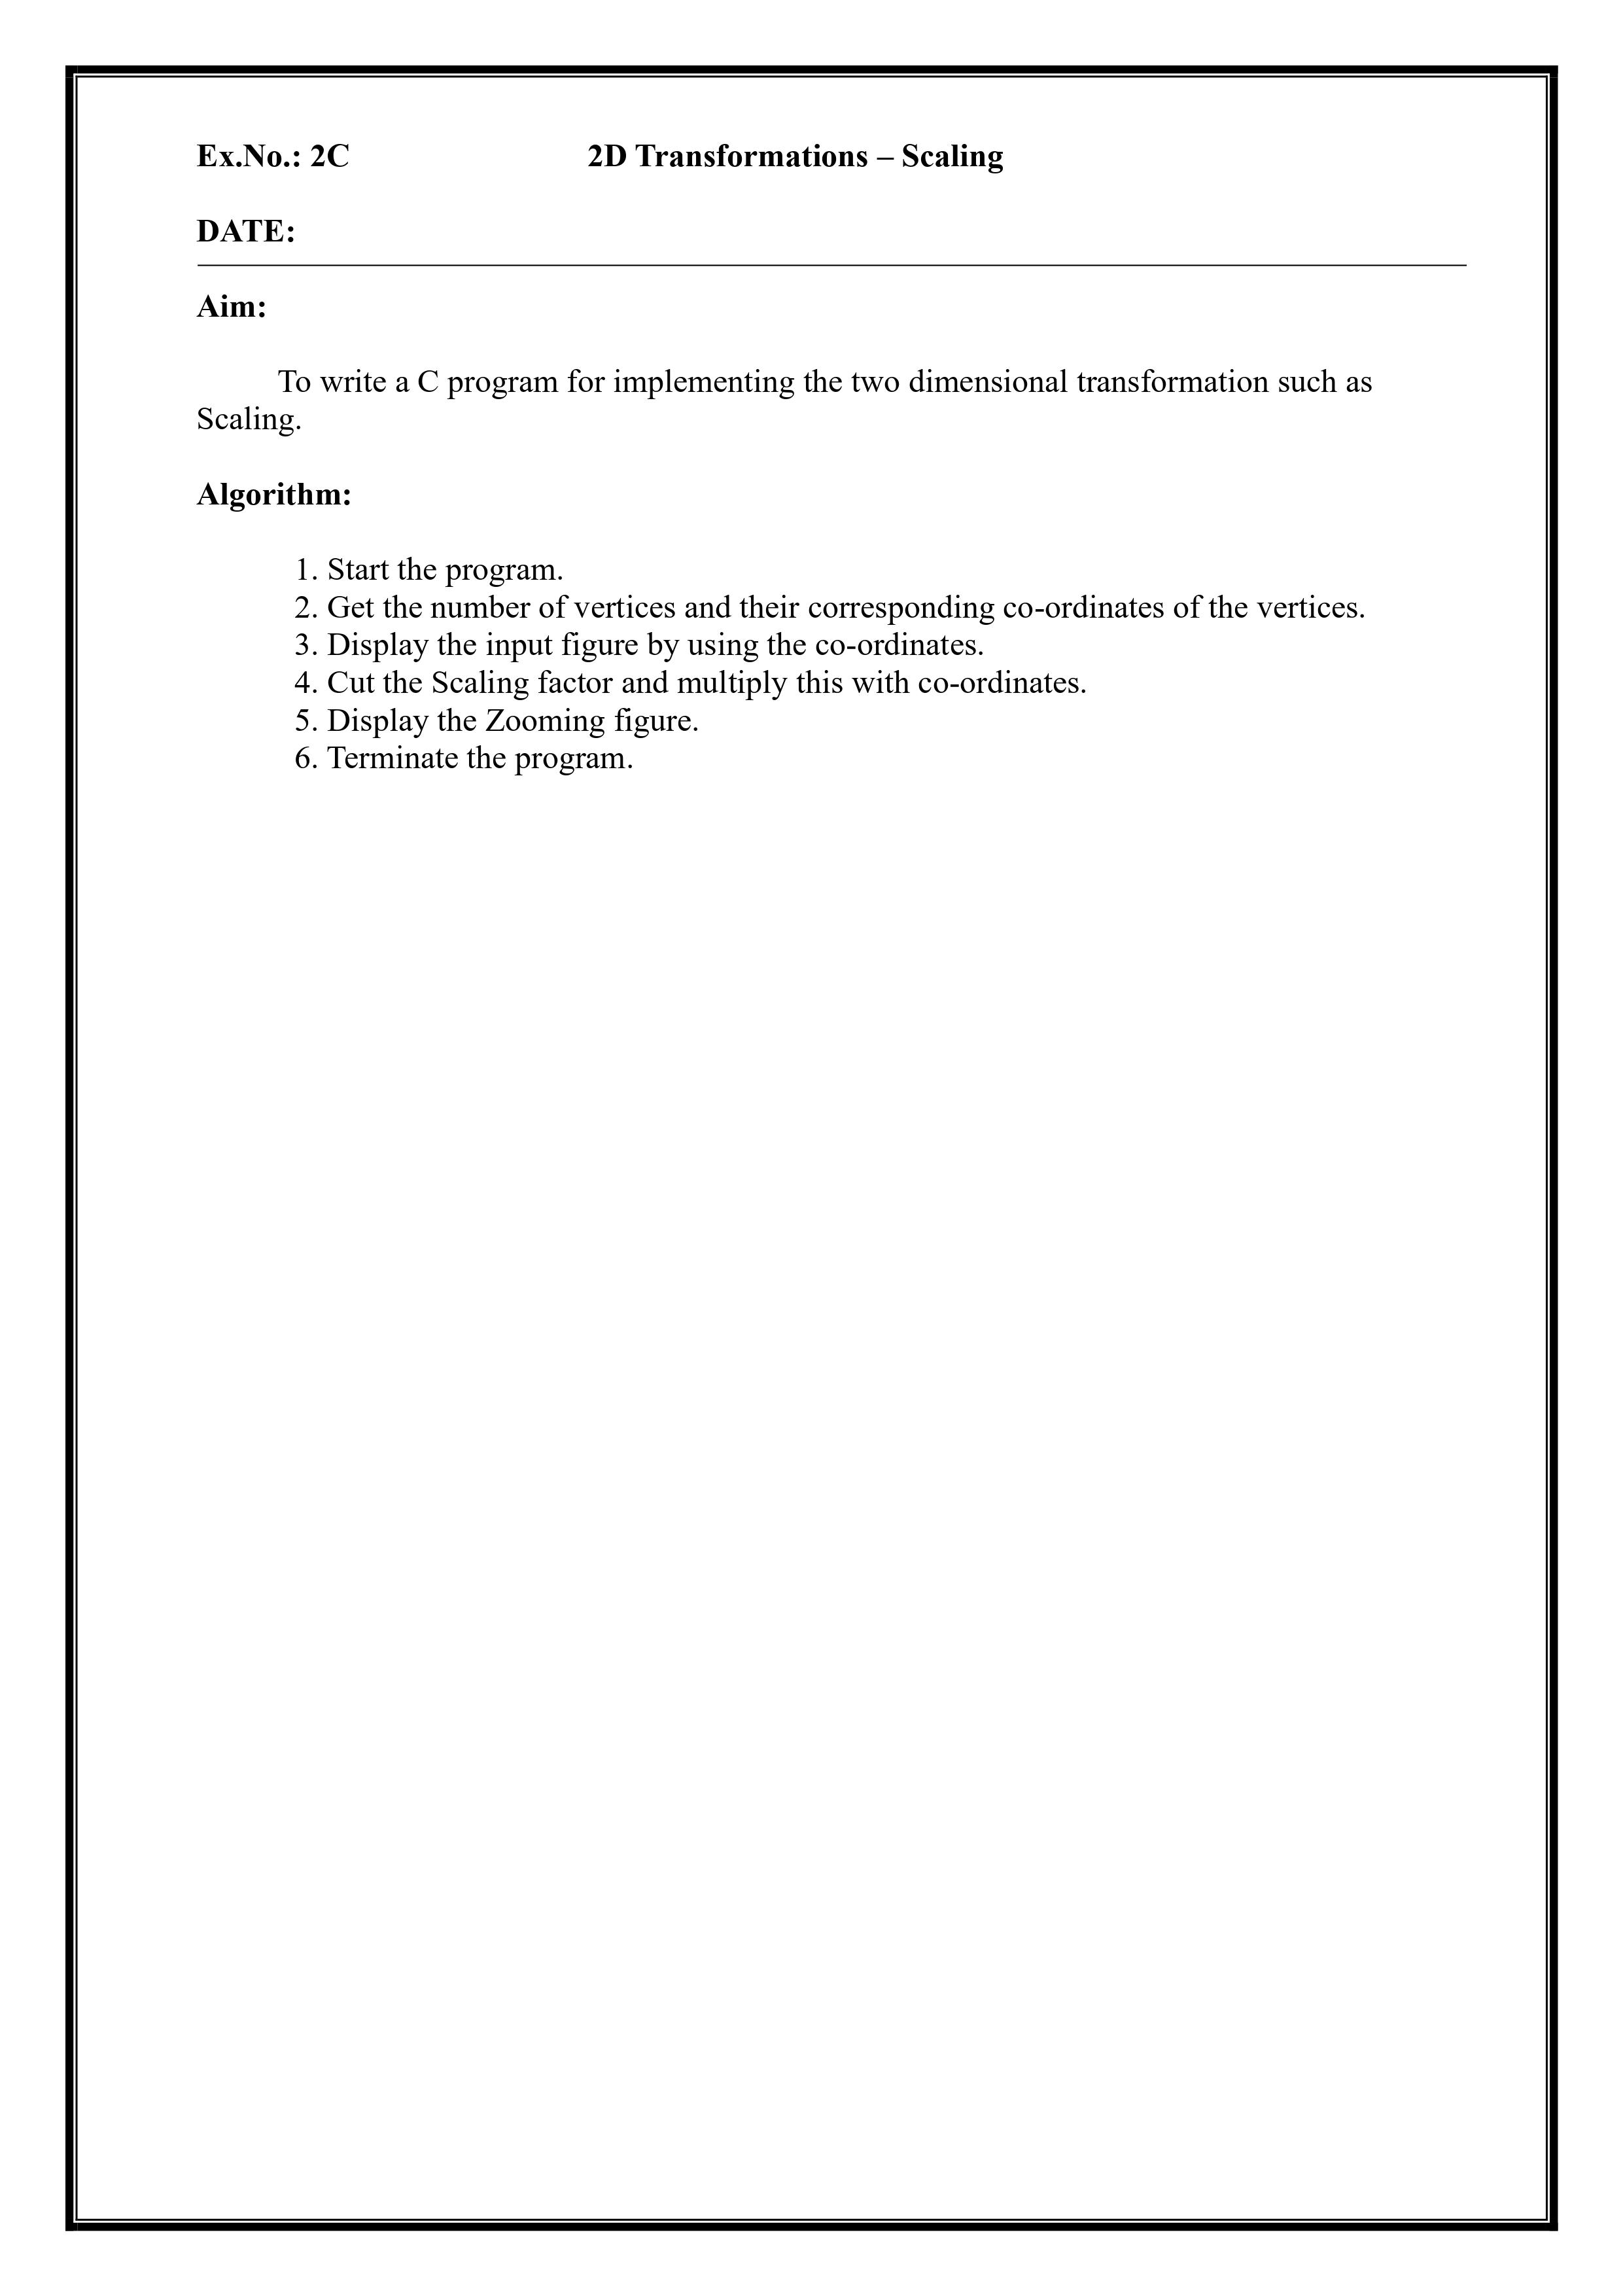 Ex.No.: 2C 2D Transformations – Scaling
DATE:
Aim:
To write a C program for implementing the two dimensional transformation such as
Scaling.
Algorithm:
1. Start the program.
2. Get the number of vertices and their corresponding co-ordinates of the vertices.
3. Display the input figure by using the co-ordinates.
4. Cut the Scaling factor and multiply this with co-ordinates.
5. Display the Zooming figure.
6. Terminate the program.